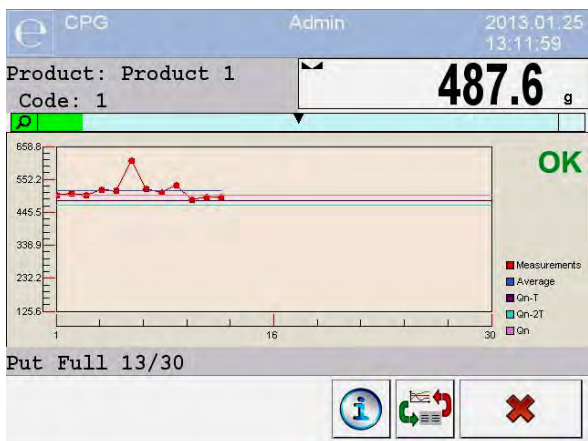 e CPG Admin 2013.01.25
13:11:59
Product: Product 1
Code: 1
487.6 g
OK
658.8
552.2
445.5
338.9
232.2
125.6
1 16 30
Measurements
Average
Qn-T
Qn-2T
Qn
Put Full 13/30
i